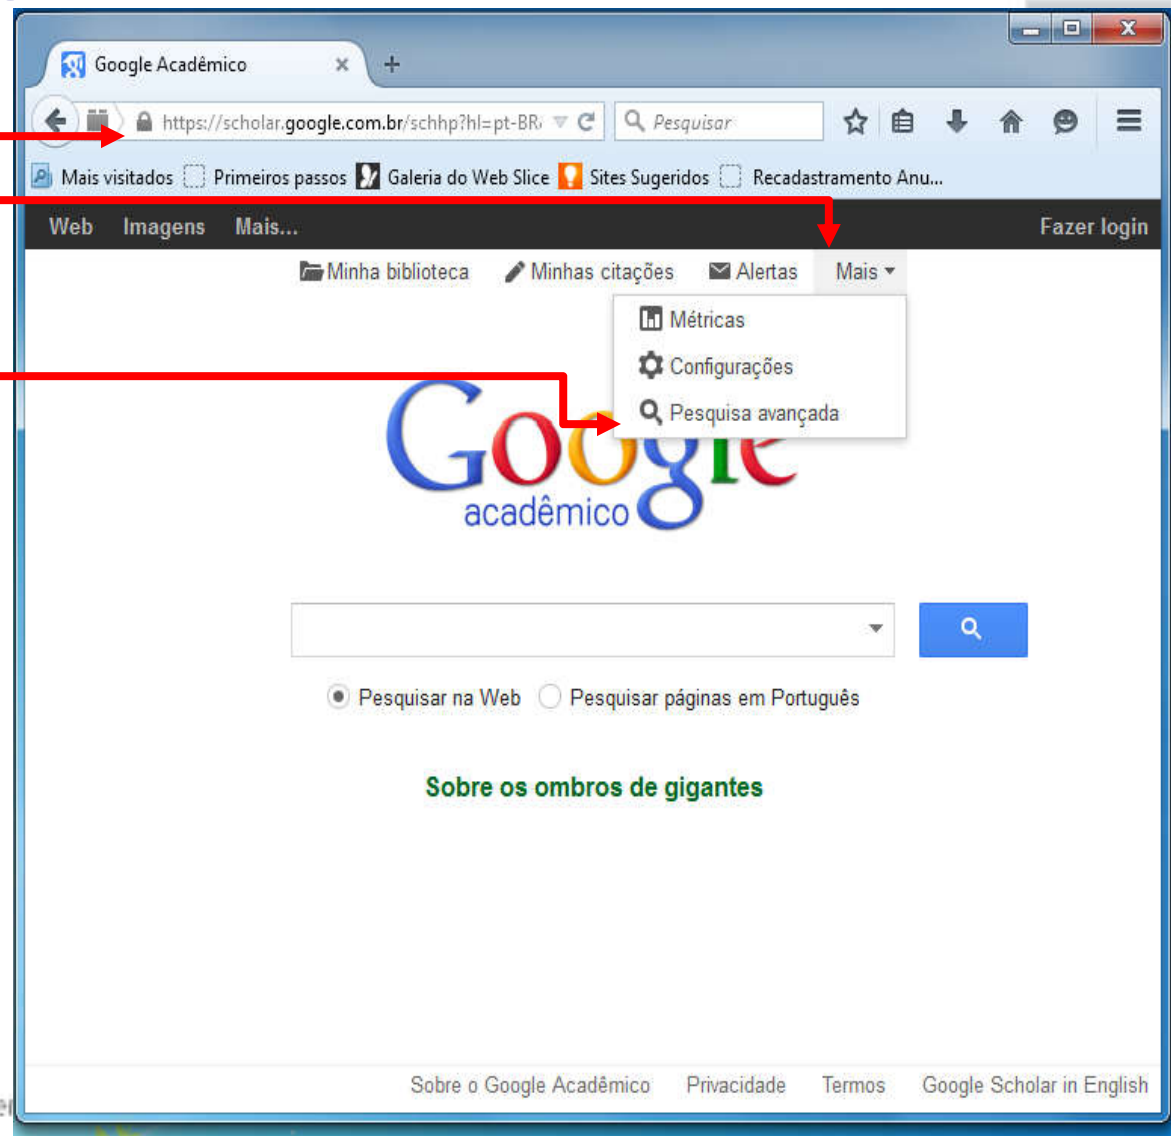 Google Acadêmico
https://scholar.google.com.br/schhp?hl=pt-BR
Pesquisar
Mais visitados Primeiros passos Galeria do Web Slice Sites Sugeridos Recadastramento Anu...
Web Imagens Mais... Fazer login
Minha biblioteca Minhas citações Alertas Mais
Métricas
Configurações
Pesquisa avançada
Google
acadêmico
Pesquisar na Web Pesquisar páginas em Português
Sobre os ombros de gigantes
Sobre o Google Acadêmico Privacidade Termos Google Scholar in English